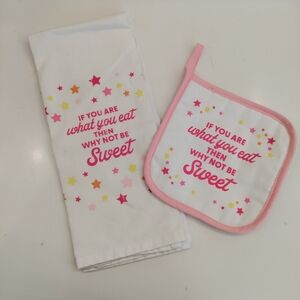 IF YOU ARE
what you eat
THEN
WHY NOT BE
Sweet
IF YOU ARE
what you eat
THEN
WHY NOT BE
Sweet